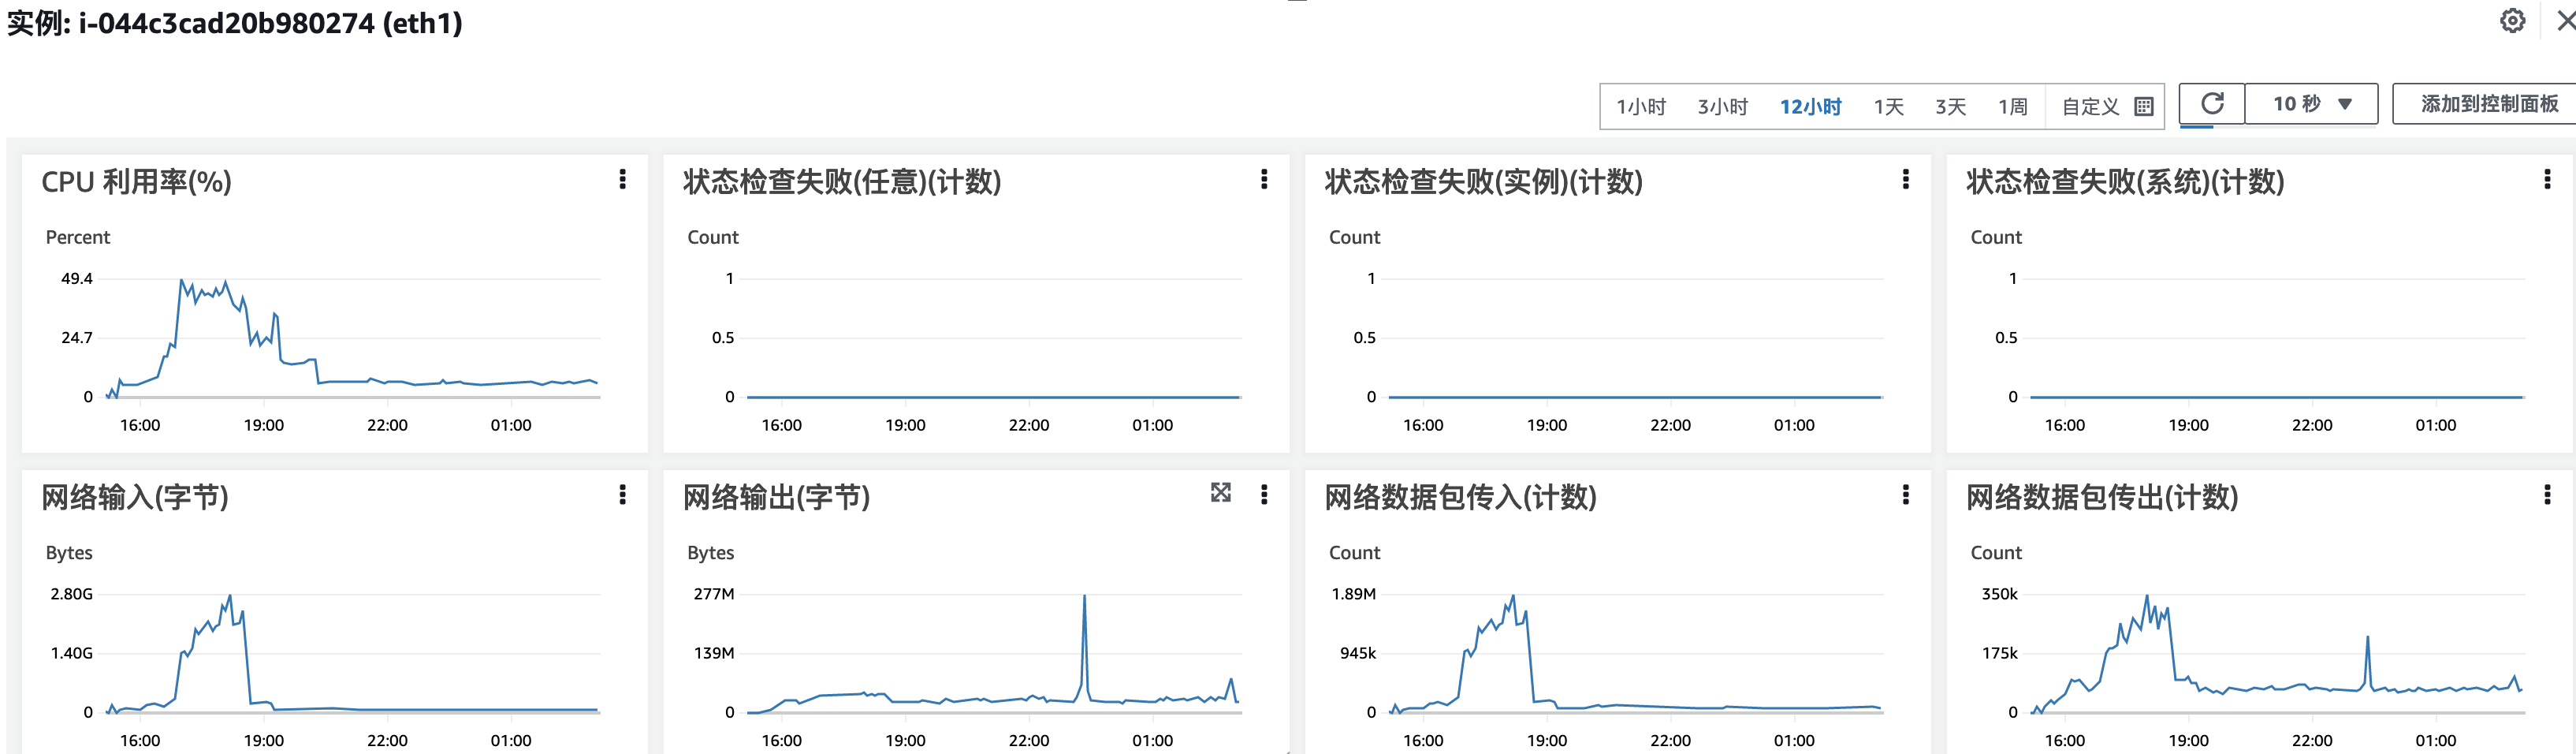 实例: i-044c3cad20b980274 (eth1)
1小时 3小时 12小时 1天 3天 1周 自定义 10 秒 添加到控制面板
CPU 利用率(%)
Percent
49.4
24.7
0
16:00 19:00 22:00 01:00
状态检查失败(任意)(计数)
Count
1
0.5
0
16:00 19:00 22:00 01:00
状态检查失败(实例)(计数)
Count
1
0.5
0
16:00 19:00 22:00 01:00
状态检查失败(系统)(计数)
Count
1
0.5
0
16:00 19:00 22:00 01:00
网络输入(字节)
Bytes
2.80G
1.40G
0
16:00 19:00 22:00 01:00
网络输出(字节)
Bytes
277M
139M
0
16:00 19:00 22:00 01:00
网络数据包传入(计数)
Count
1.89M
945k
0
16:00 19:00 22:00 01:00
网络数据包传出(计数)
Count
350k
175k
0
16:00 19:00 22:00 01:00